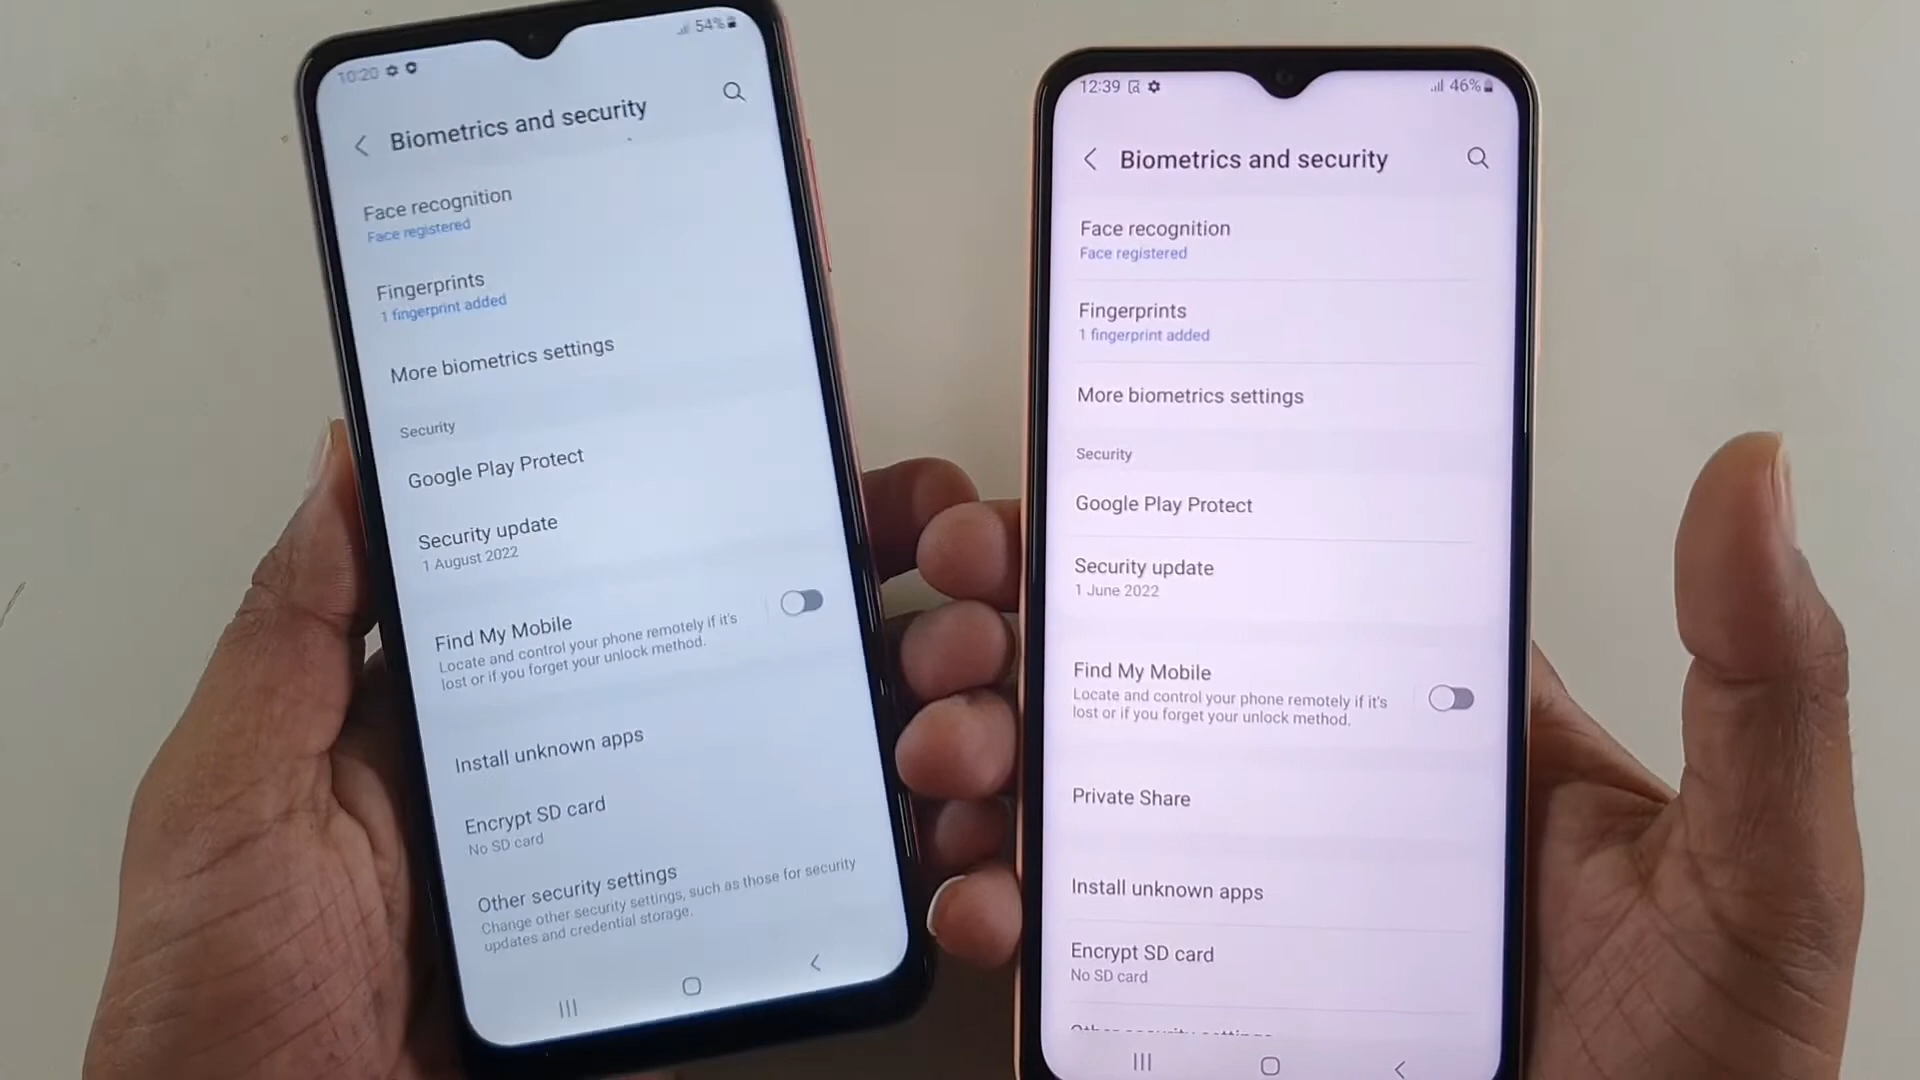 10:20
54%
Biometrics and security
Face recognition
Face registered
Fingerprints
1 fingerprint added
More biometrics settings
Security
Google Play Protect
Security update
1 August 2022
Find My Mobile
Locate and control your phone remotely if it's
lost or if you forget your unlock method.
Install unknown apps
Encrypt SD card
No SD card
Other security settings
Change other security settings, such as those for security
updates and credential storage.
12:39
46%
Biometrics and security
Face recognition
Face registered
Fingerprints
1 fingerprint added
More biometrics settings
Security
Google Play Protect
Security update
1 June 2022
Find My Mobile
Locate and control your phone remotely if it's
lost or if you forget your unlock method.
Private Share
Install unknown apps
Encrypt SD card
No SD card